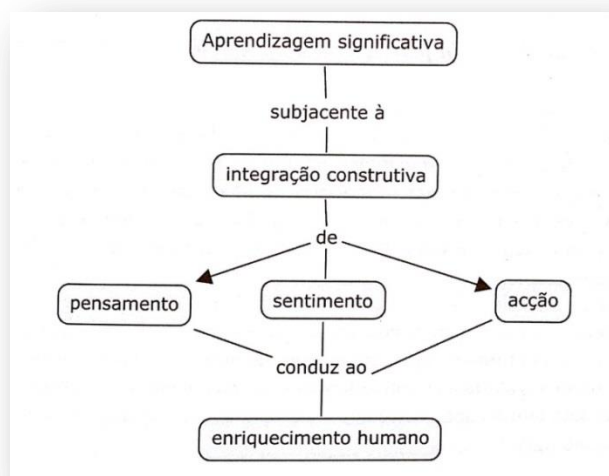 Aprendizagem significativa
subjacente à
integração construtiva
de
pensamento
sentimento
acção
conduz ao
enriquecimento humano